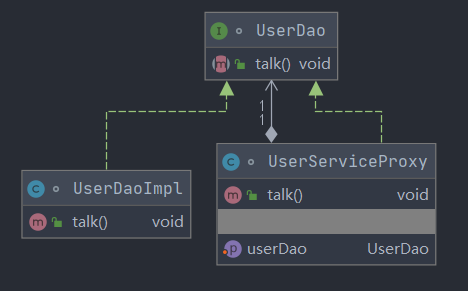 I UserDao
m talk() void
1
1
C UserDaoImpl
m talk() void
C UserServiceProxy
m talk() void
p userDao UserDao